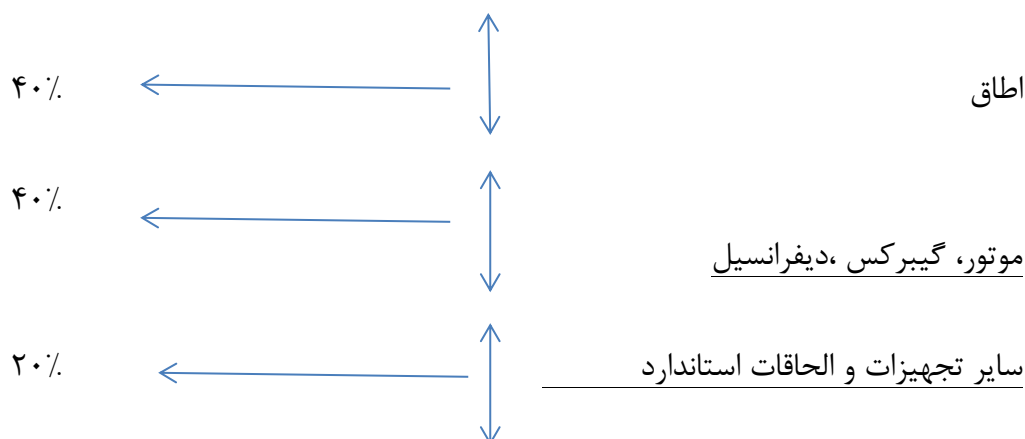 اطاق ۴۰٪
۴۰٪
موتور، گیبرکس ،دیفرانسیل
سایر تجهیزات و الحاقات استاندارد ۲۰٪